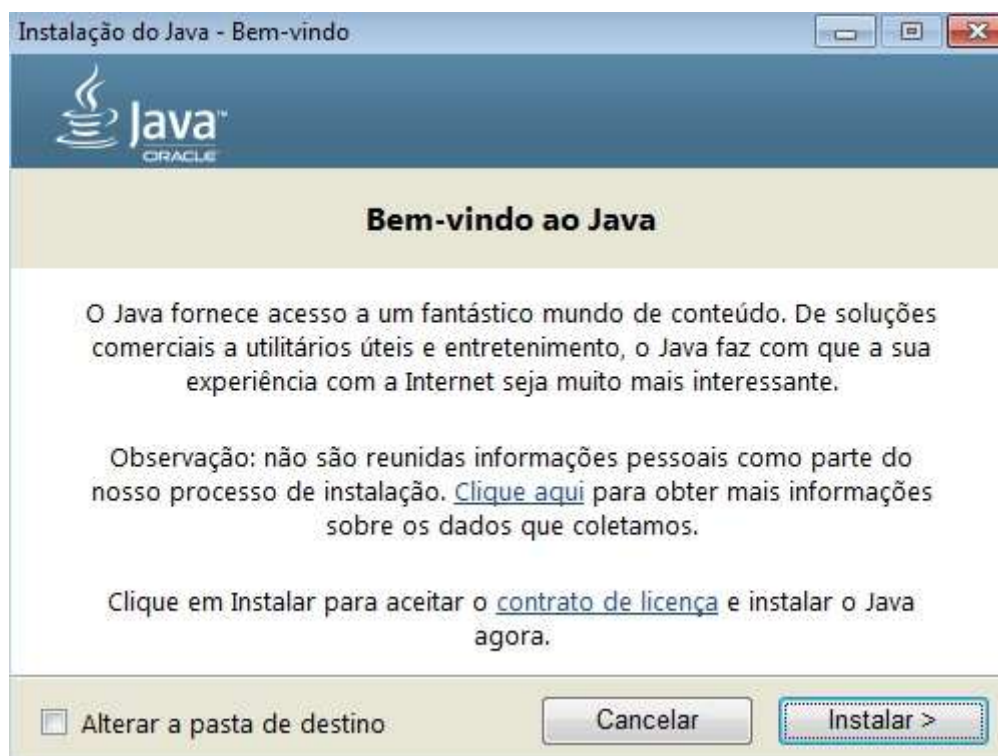 Instalação do Java - Bem-vindo
Java™
ORACLE
Bem-vindo ao Java
O Java fornece acesso a um fantástico mundo de conteúdo. De soluções
comerciais a utilitários úteis e entretenimento, o Java faz com que a sua
experiência com a Internet seja muito mais interessante.
Observação: não são reunidas informações pessoais como parte do
nosso processo de instalação. Clique aqui para obter mais informações
sobre os dados que coletamos.
Clique em Instalar para aceitar o contrato de licença e instalar o Java
agora.
Alterar a pasta de destino
Cancelar
Instalar >